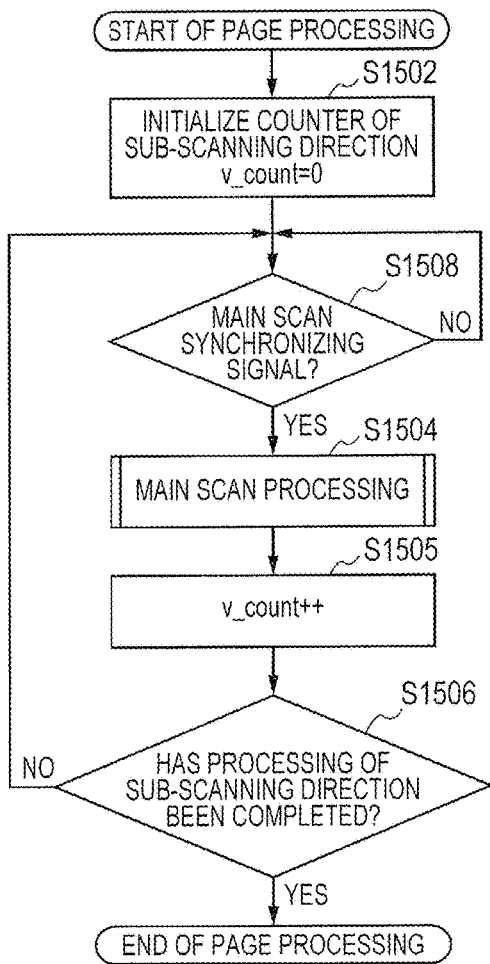 START OF PAGE PROCESSING
S1502
INITIALIZE COUNTER OF
SUB-SCANNING DIRECTION
v_count=0
S1508
MAIN SCAN
SYNCHRONIZING
SIGNAL?
NO
YES
S1504
MAIN SCAN PROCESSING
S1505
v_count++
S1506
HAS PROCESSING OF
SUB-SCANNING DIRECTION
BEEN COMPLETED?
NO
YES
END OF PAGE PROCESSING